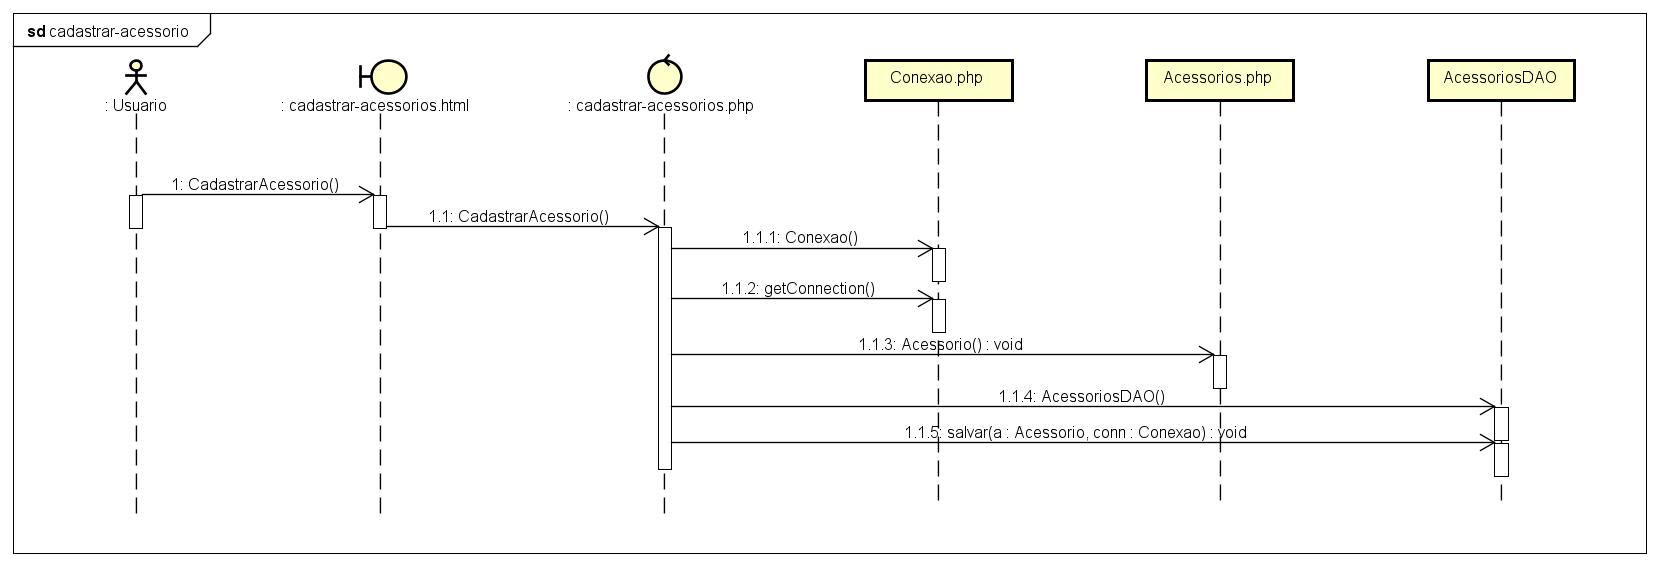 sd cadastrar-acessorio
: Usuario
: cadastrar-acessorios.html
: cadastrar-acessorios.php
Conexao.php
Acessorios.php
AcessoriosDAO
1: CadastrarAcessorio()
1.1: CadastrarAcessorio()
1.1.1: Conexao()
1.1.2: getConnection()
1.1.3: Acessorio() : void
1.1.4: AcessoriosDAO()
1.1.5: salvar(a : Acessorio, conn : Conexao) : void